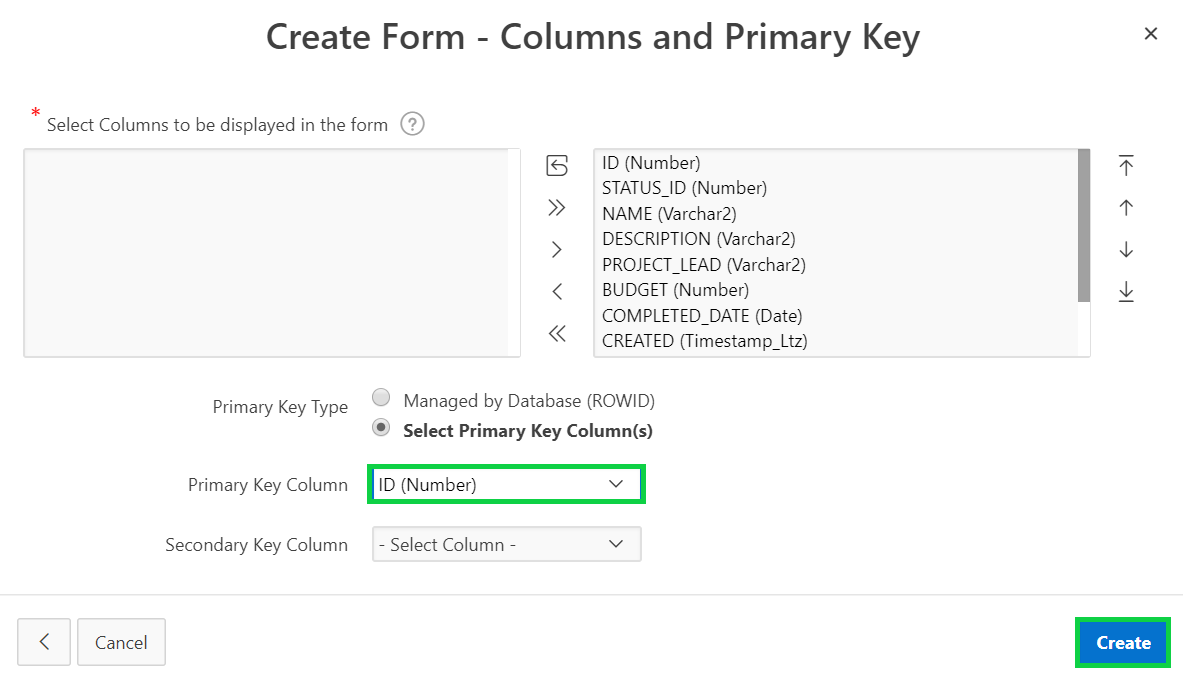 Create Form - Columns and Primary Key
* Select Columns to be displayed in the form ?
ID (Number)
STATUS_ID (Number)
NAME (Varchar2)
DESCRIPTION (Varchar2)
PROJECT_LEAD (Varchar2)
BUDGET (Number)
COMPLETED_DATE (Date)
CREATED (Timestamp_Ltz)
Primary Key Type
Managed by Database (ROWID)
Select Primary Key Column(s)
Primary Key Column ID (Number)
Secondary Key Column - Select Column -
Cancel Create